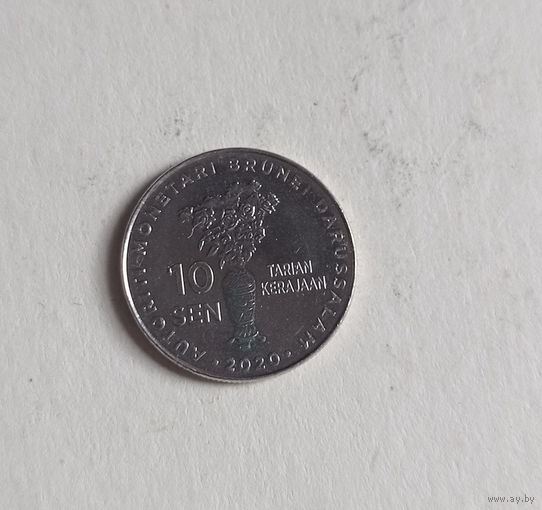 AUTORITI MONETARI BRUNEI DARUSSALAM
10
SEN
TARIAN
KERAJAAN
· 2020 ·
www.ay.by